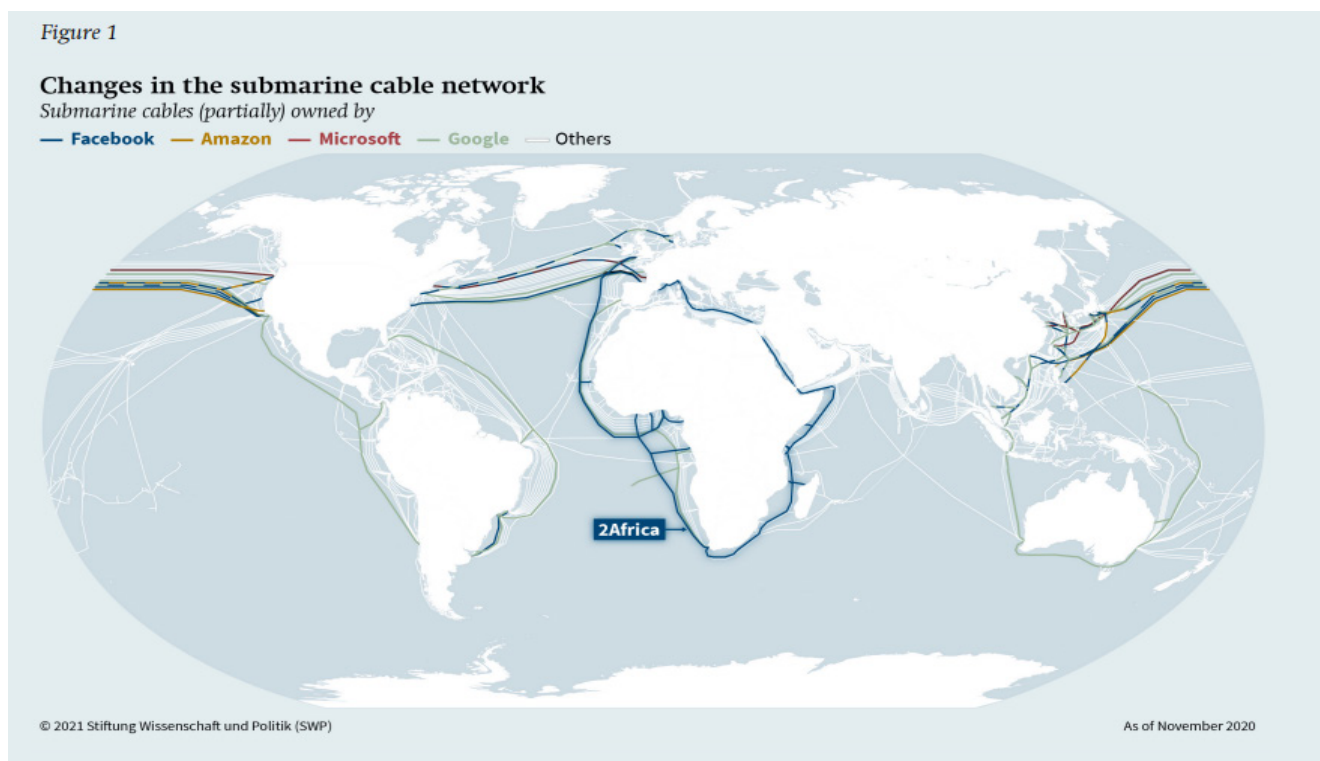 Figure 1
Changes in the submarine cable network
Submarine cables (partially) owned by
Facebook Amazon Microsoft Google Others
2Africa
© 2021 Stiftung Wissenschaft und Politik (SWP)
As of November 2020